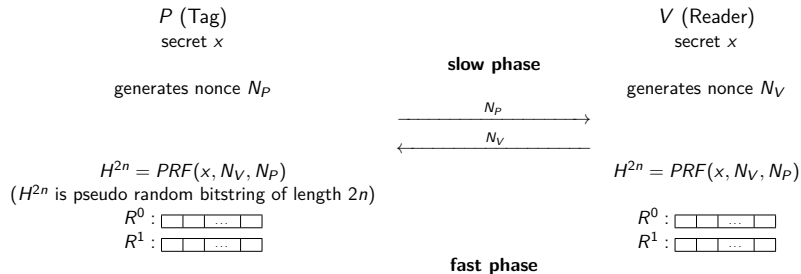 P (Tag) V (Reader)
secret x secret x
slow phase
generates nonce N_P generates nonce N_V
N_P
N_V
H^{2n} = PRF(x, N_V, N_P) H^{2n} = PRF(x, N_V, N_P)
(H^{2n} is pseudo random bitstring of length 2n)
R^0 : ... R^0 : ...
R^1 : ... R^1 : ...
fast phase